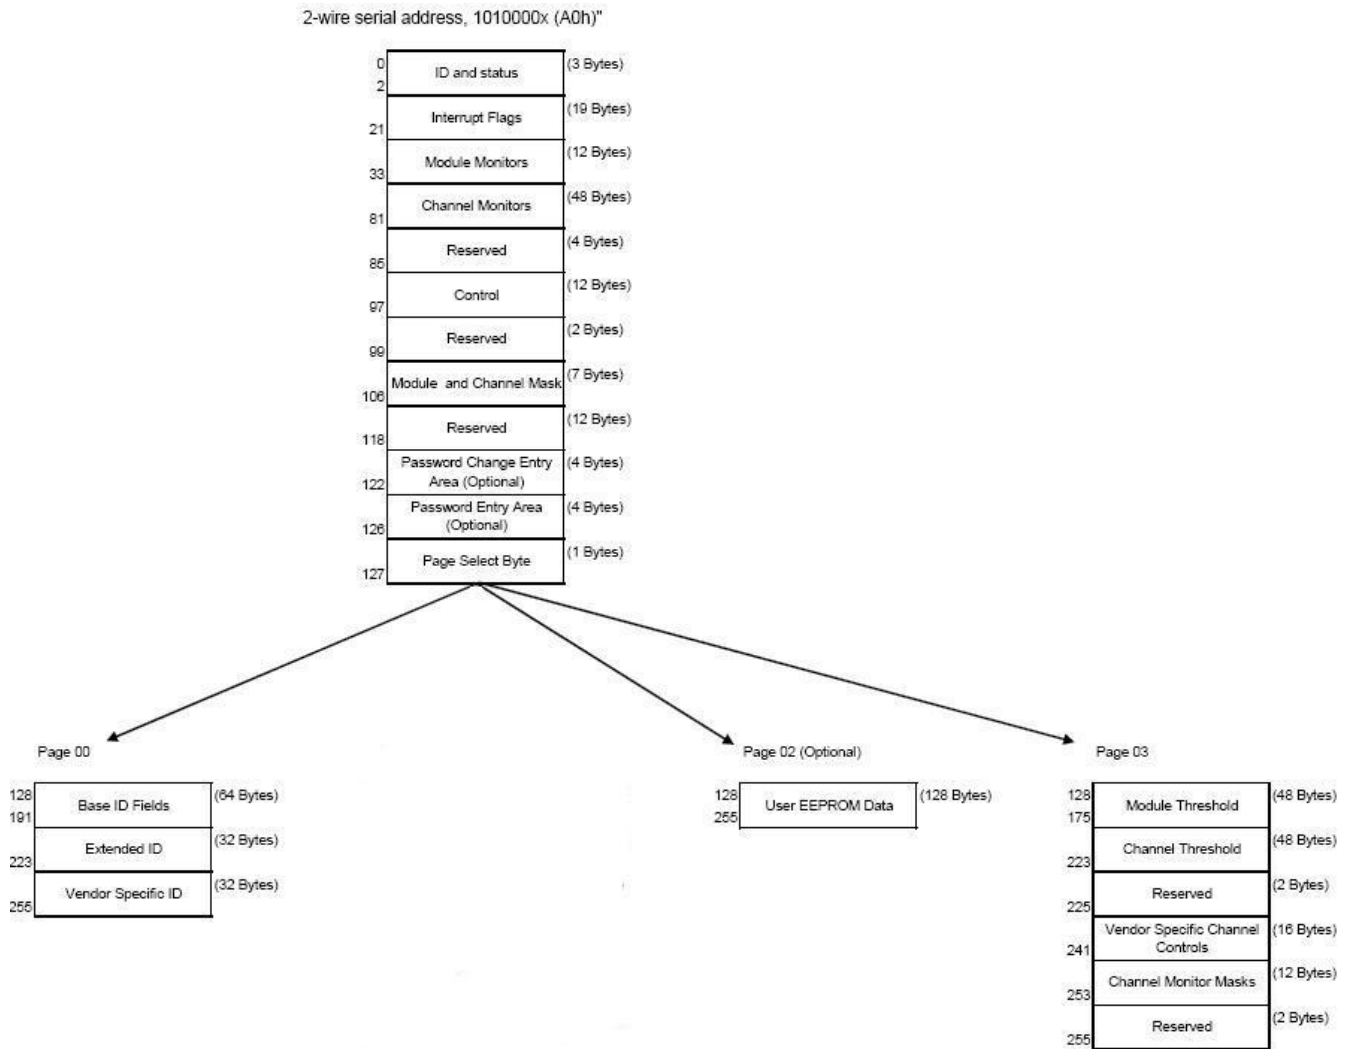 2-wire serial address, 1010000x (A0h)"
0
2
ID and status
(3 Bytes)
21
Interrupt Flags
(19 Bytes)
33
Module Monitors
(12 Bytes)
81
Channel Monitors
(48 Bytes)
85
Reserved
(4 Bytes)
97
Control
(12 Bytes)
99
Reserved
(2 Bytes)
106
Module and Channel Mask
(7 Bytes)
118
Reserved
(12 Bytes)
122
Password Change Entry
Area (Optional)
(4 Bytes)
126
Password Entry Area
(Optional)
(4 Bytes)
127
Page Select Byte
(1 Bytes)
Page 00
128
191
Base ID Fields
(64 Bytes)
223
Extended ID
(32 Bytes)
255
Vendor Specific ID
(32 Bytes)
Page 02 (Optional)
128
255
User EEPROM Data
(128 Bytes)
Page 03
128
175
Module Threshold
(48 Bytes)
223
Channel Threshold
(48 Bytes)
225
Reserved
(2 Bytes)
241
Vendor Specific Channel
Controls
(16 Bytes)
253
Channel Monitor Masks
(12 Bytes)
255
Reserved
(2 Bytes)